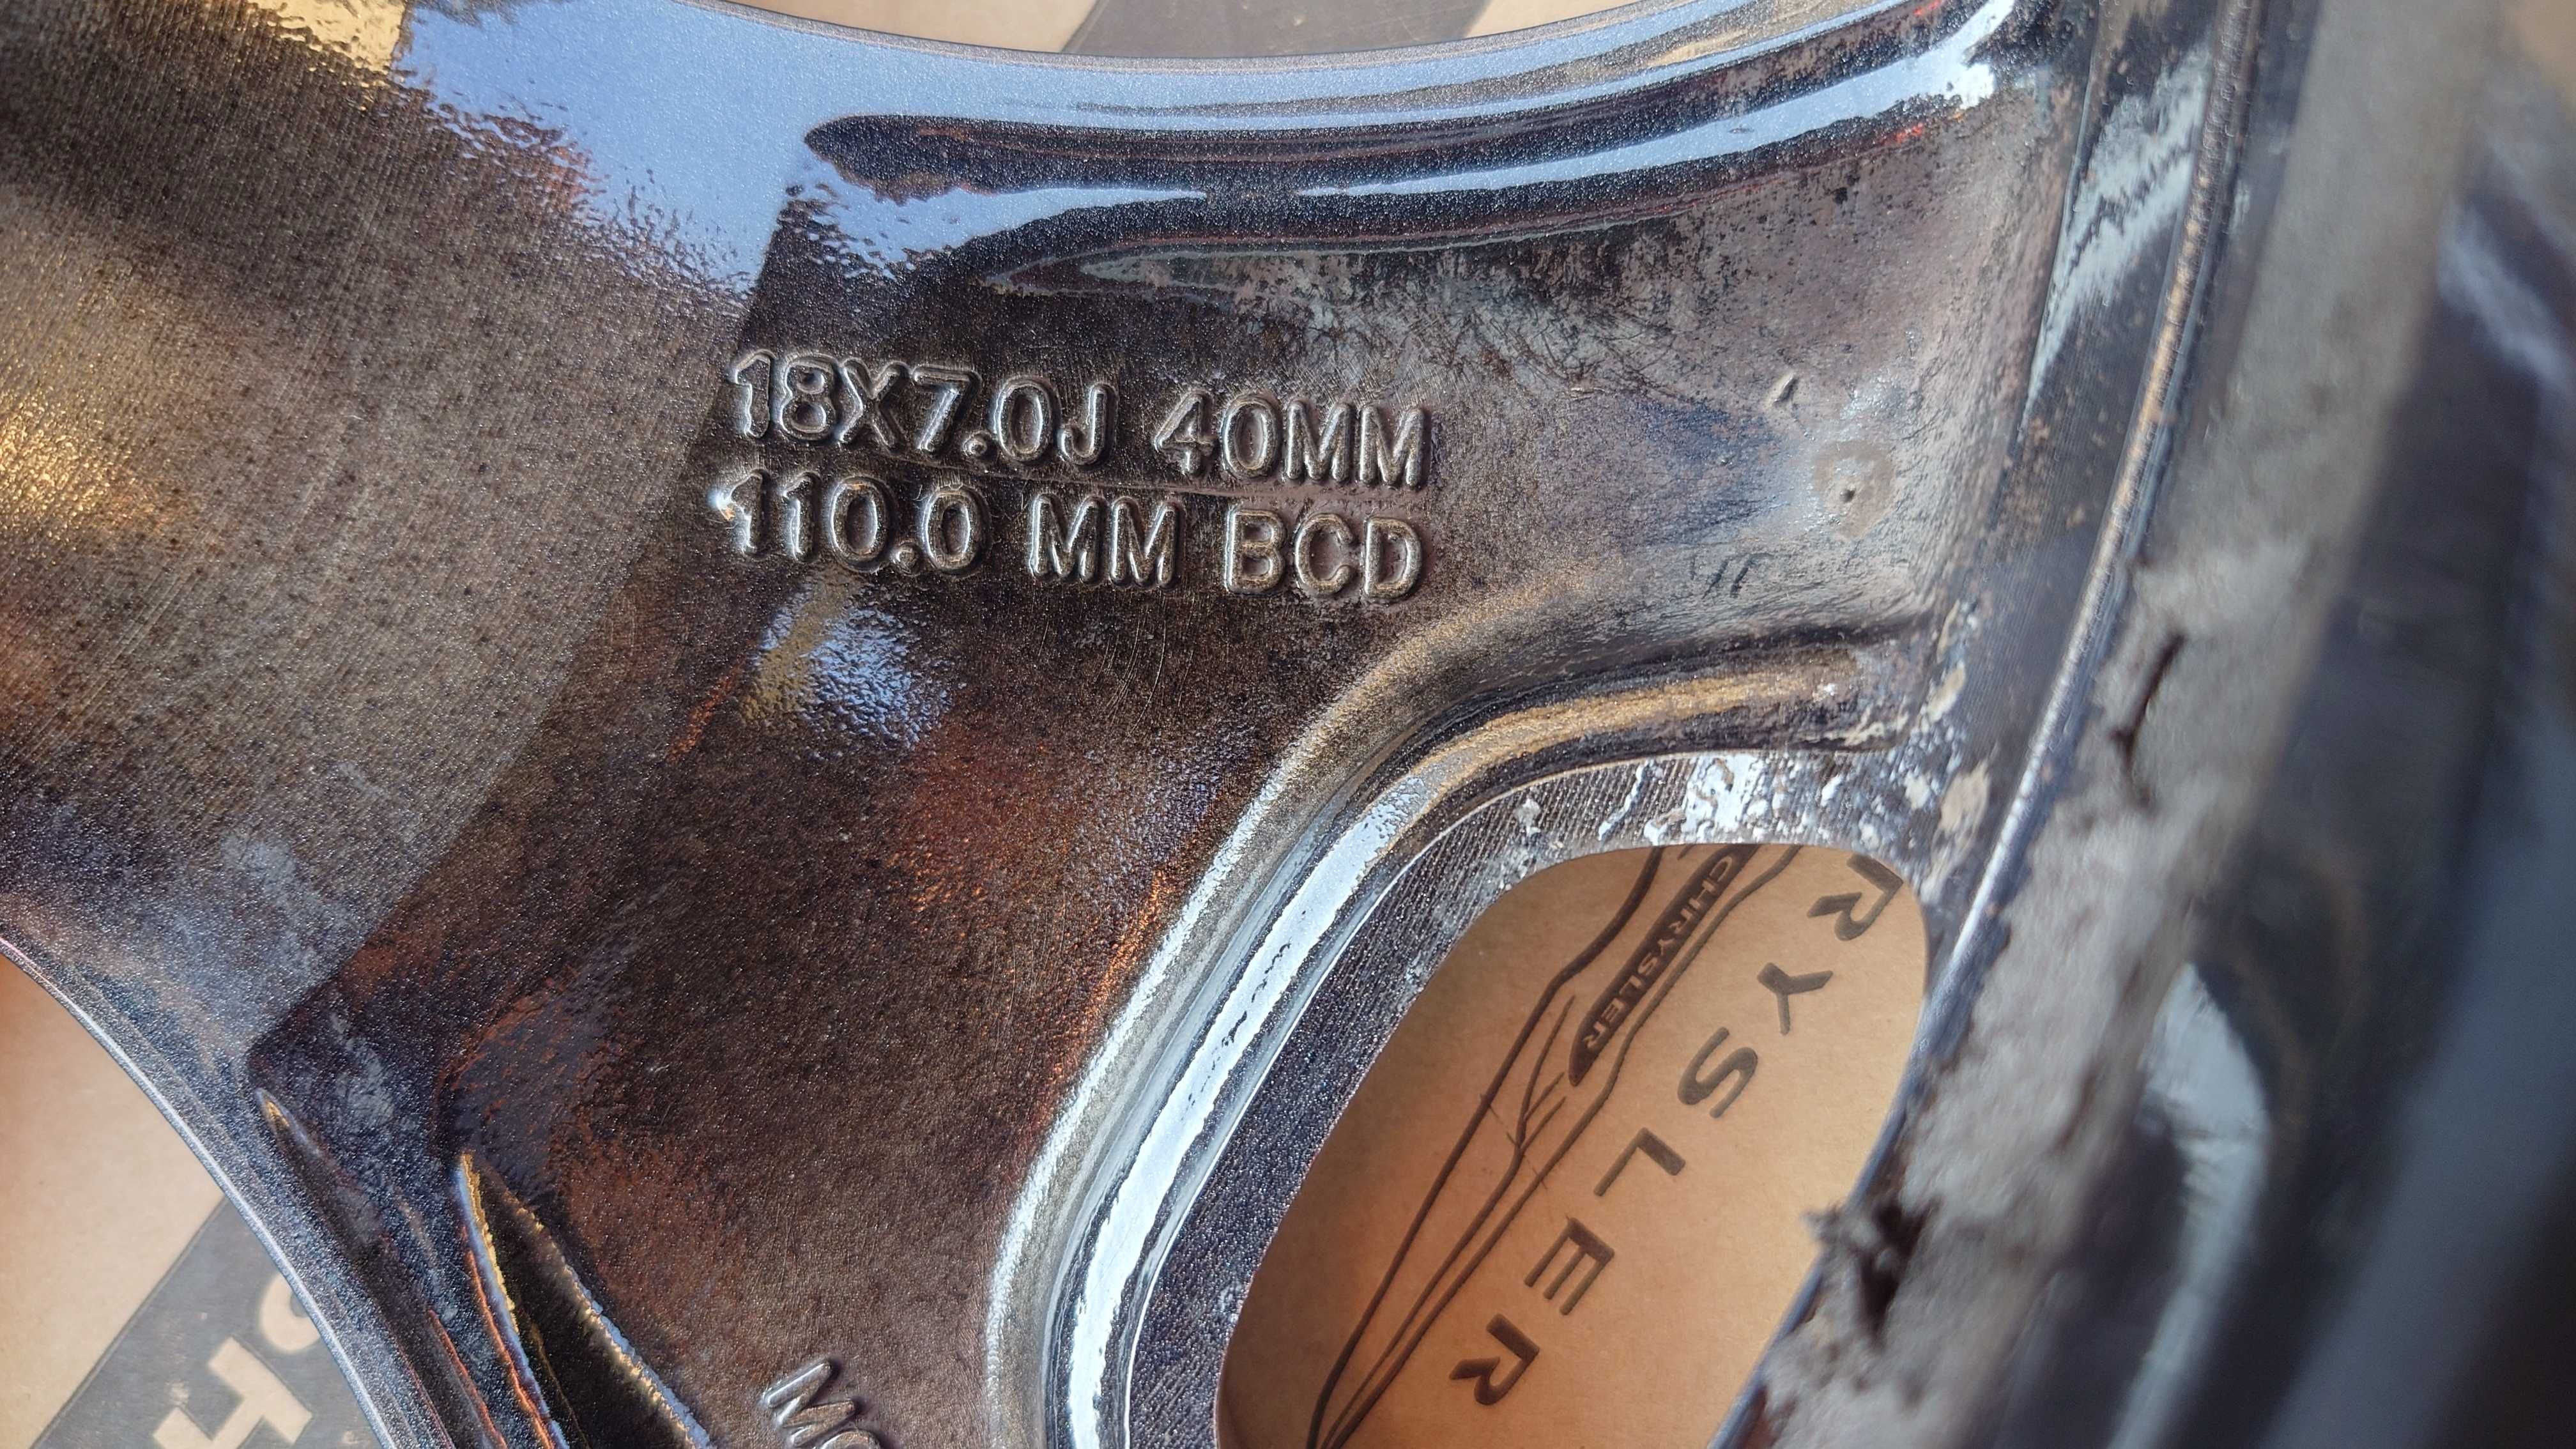 18X7.0J 40MM
110.0 MM BCD
CHRYSLER
RYSLER